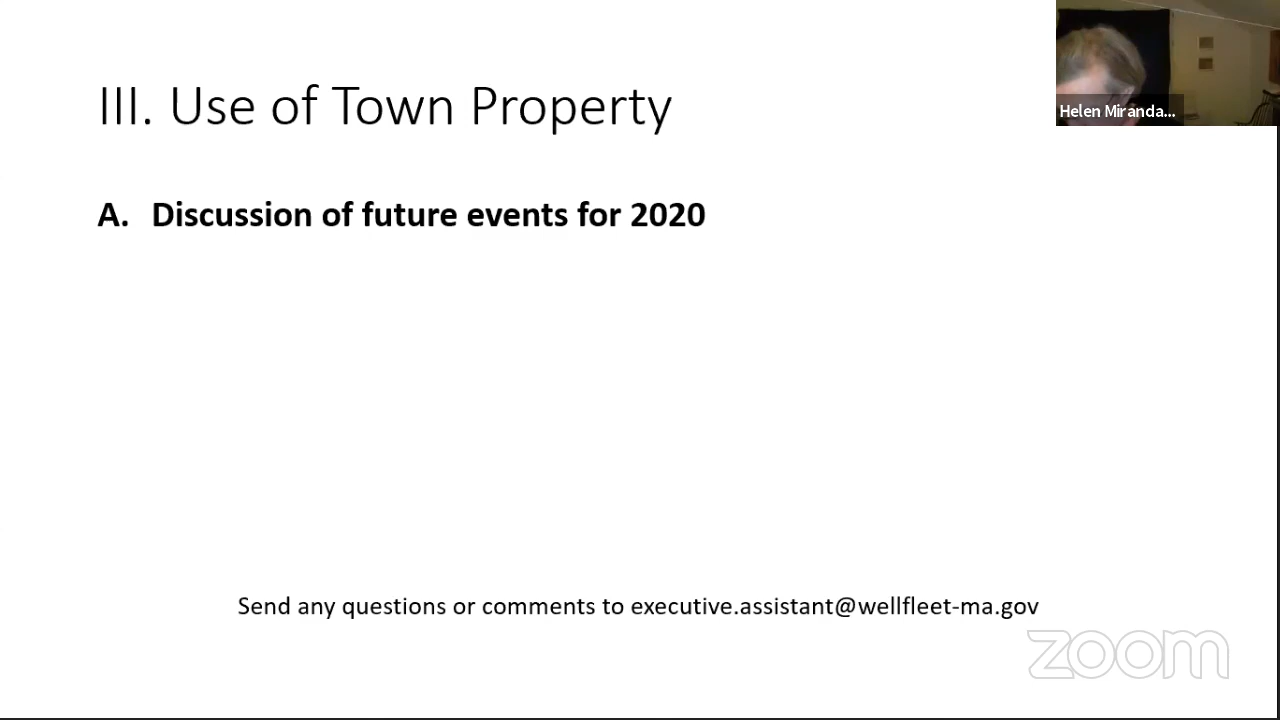 Helen Miranda...
III. Use of Town Property
A. Discussion of future events for 2020
Send any questions or comments to executive.assistant@wellfleet-ma.gov
zoom